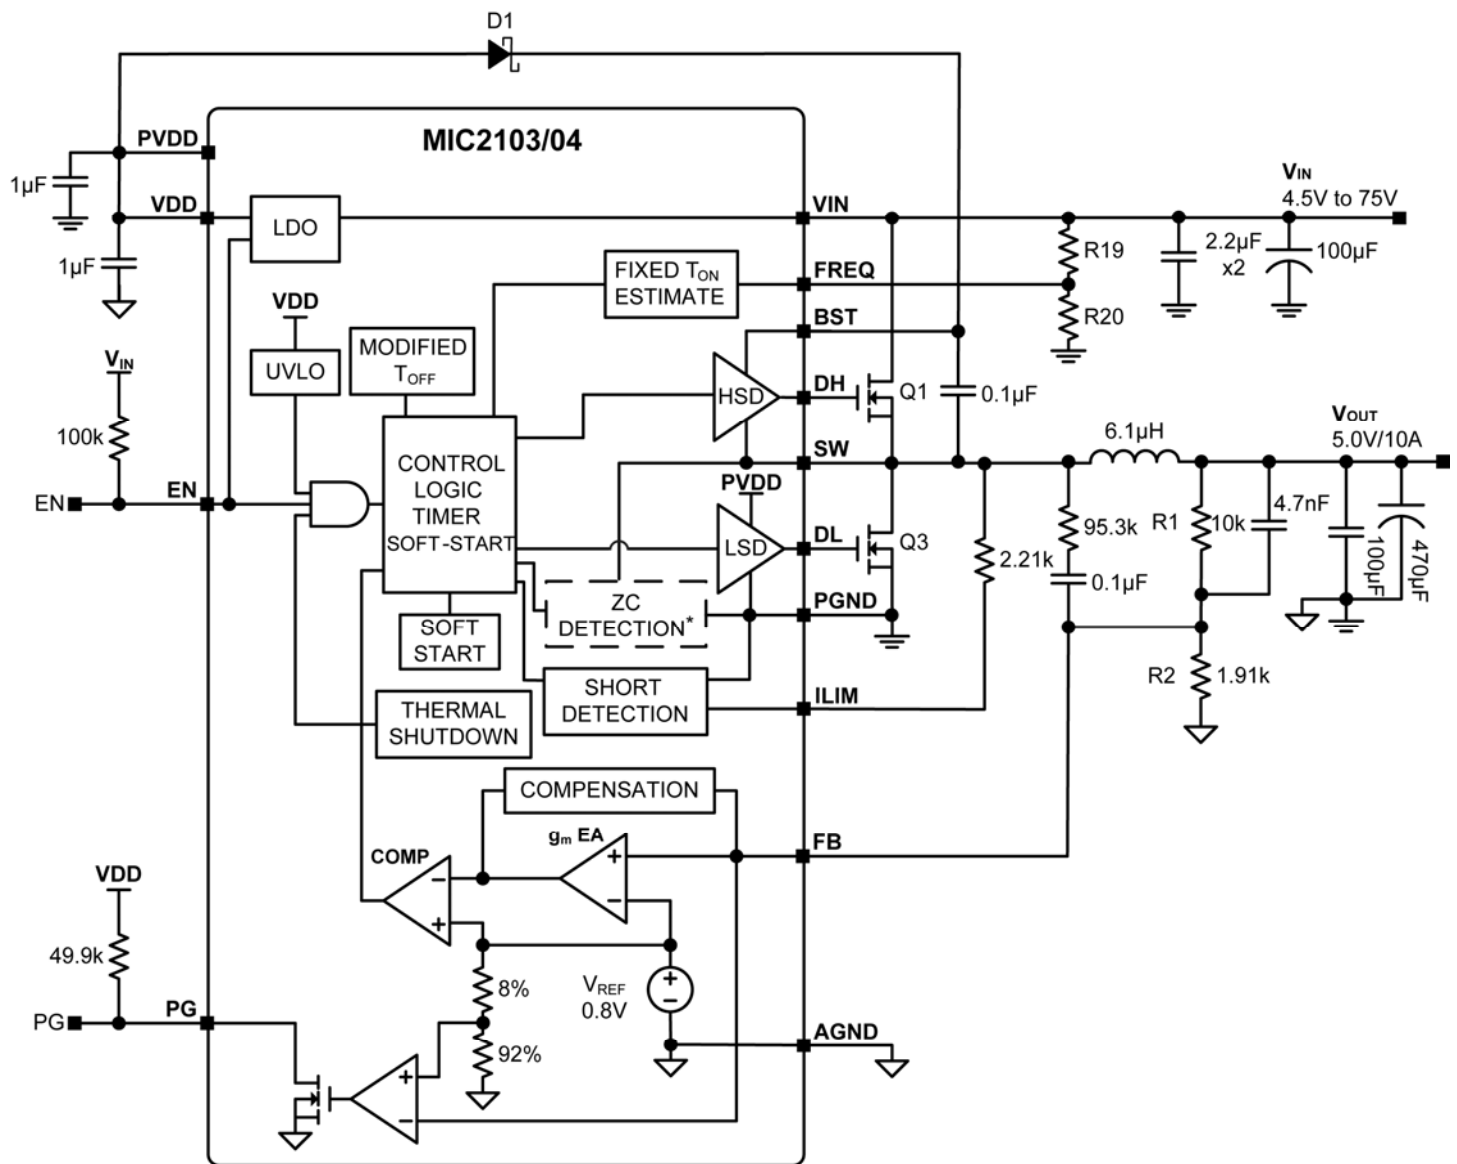 D1
MIC2103/04
PVDD
1µF
VDD
LDO
1µF
VIN
VIN
4.5V to 75V
R19
2.2µF
x2
100µF
FREQ
FIXED TON
ESTIMATE
R20
VDD
UVLO
MODIFIED
TOFF
BST
VIN
100k
HSD
DH
Q1
0.1µF
VOUT
5.0V/10A
6.1µH
SW
CONTROL
LOGIC
TIMER
SOFT-START
EN
EN
PVDD
LSD
DL
Q3
2.21k
95.3k
0.1µF
R1
10k
4.7nF
100µF
470µF
ZC
DETECTION*
PGND
SOFT
START
SHORT
DETECTION
ILIM
R2
1.91k
THERMAL
SHUTDOWN
COMPENSATION
gm EA
COMP
FB
+
−
−
+
VDD
49.9k
8%
VREF
0.8V
+
−
PG
PG
92%
AGND
+
−